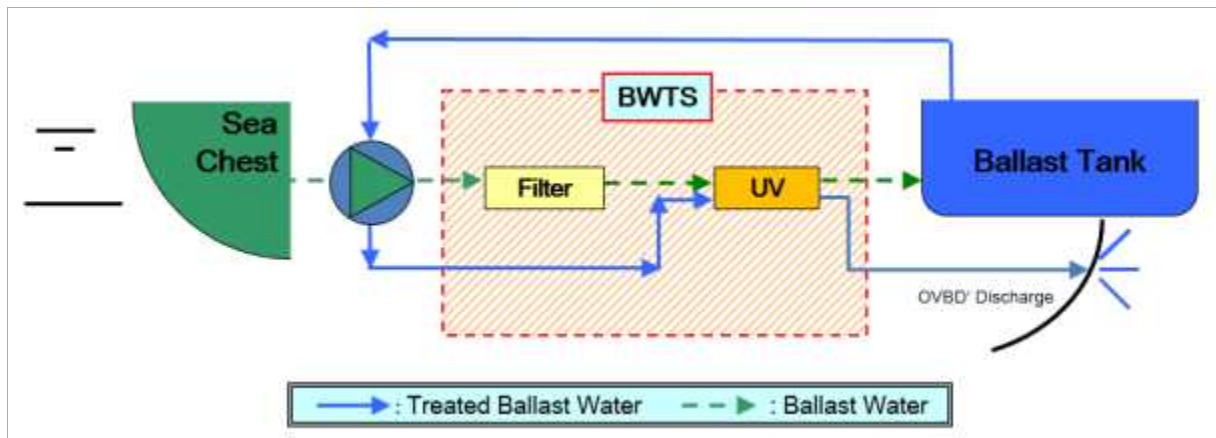 BWTS
Sea
Chest
Filter
UV
Ballast Tank
OVBD' Discharge
: Treated Ballast Water
: Ballast Water